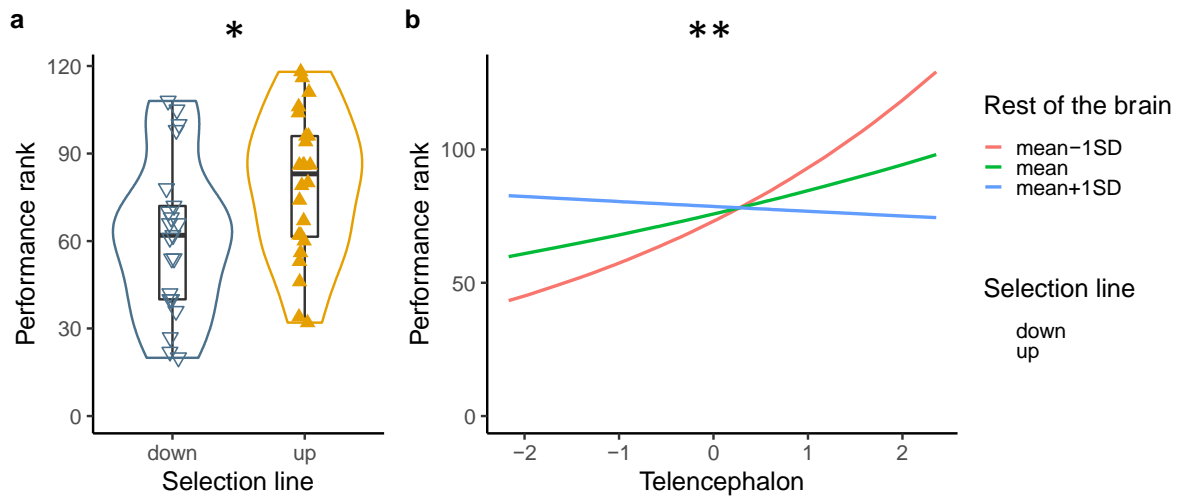 a
*
b
**
Performance rank
120
90
60
30
0
down
up
Selection line
Performance rank
100
50
0
−2
−1
0
1
2
Telencephalon
Rest of the brain
mean−1SD
mean
mean+1SD
Selection line
down
up